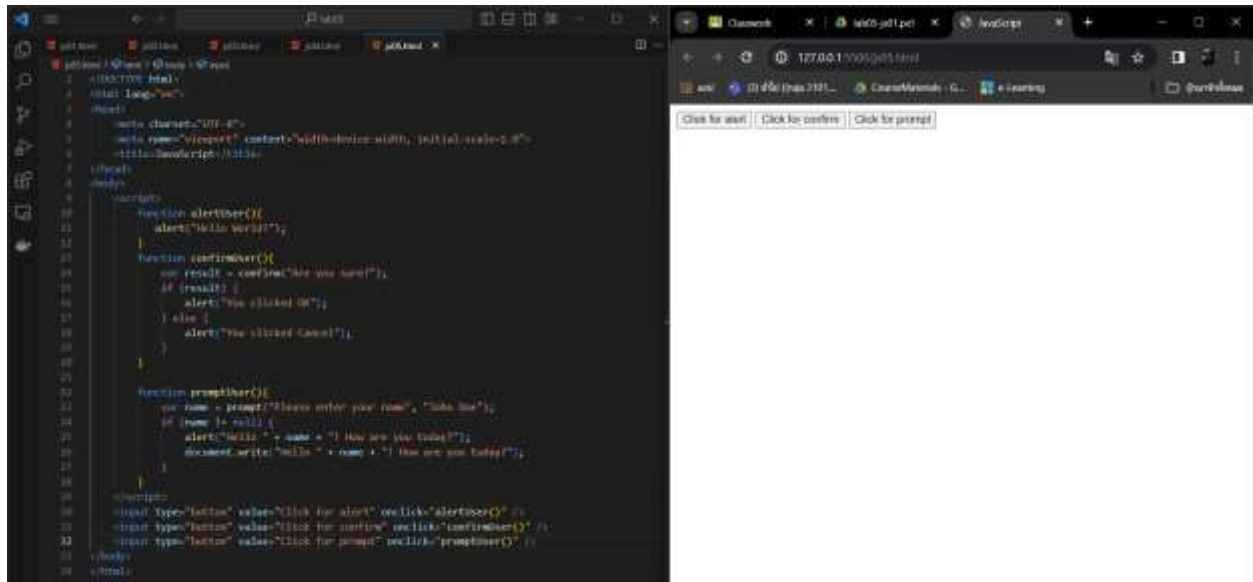 js05.html
<!DOCTYPE html>
<html lang="en">
<head>
<meta charset="UTF-8">
<meta name="viewport" content="width=device-width, initial-scale=1.0">
<title>JavaScript</title>
</head>
<body>
<script>
function alertUser(){
alert("Hello World!");
}
function confirmUser(){
var result = confirm("Are you sure?");
if (result) {
alert("You clicked OK");
} else {
alert("You clicked Cancel");
}
}
function promptUser(){
var name = prompt("Please enter your name", "John Doe");
if (name != null) {
alert("Hello " + name + "! How are you today?");
document.write("Hello " + name + "! How are you today?");
}
}
</script>
<input type="button" value="Click for alert" onclick="alertUser()" />
<input type="button" value="Click for confirm" onclick="confirmUser()" />
<input type="button" value="Click for prompt" onclick="promptUser()" />
</body>
</html>
Classwork
JavaScript
CourseMaterials - G...
e-Learning
Click for alert Click for confirm Click for prompt